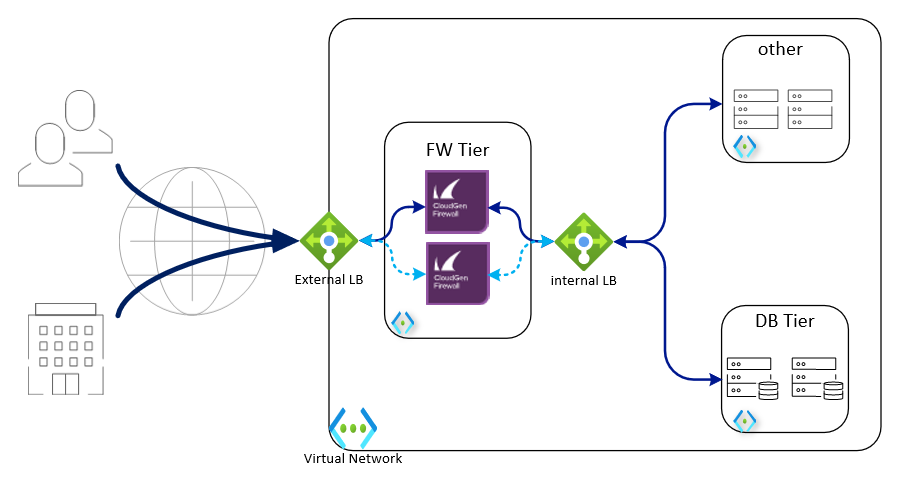 other
FW Tier
CloudGen
Firewall
CloudGen
Firewall
External LB
internal LB
DB Tier
Virtual Network